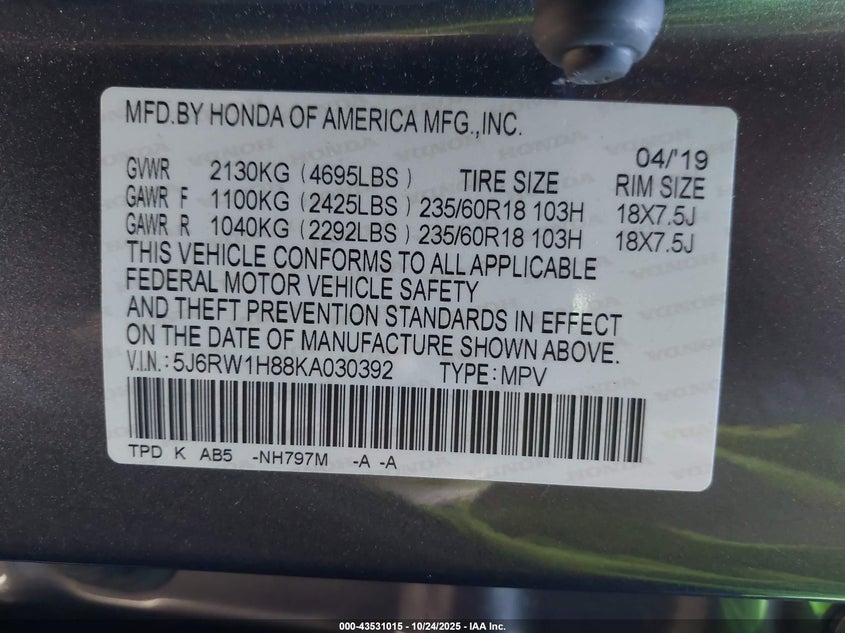 MFD.BY HONDA OF AMERICA MFG.,INC.
04/'19
GVWR 2130KG (4695LBS) TIRE SIZE RIM SIZE
GAWR F 1100KG (2425LBS) 235/60R18 103H 18X7.5J
GAWR R 1040KG (2292LBS) 235/60R18 103H 18X7.5J
THIS VEHICLE CONFORMS TO ALL APPLICABLE
FEDERAL MOTOR VEHICLE SAFETY
AND THEFT PREVENTION STANDARDS IN EFFECT
ON THE DATE OF MANUFACTURE SHOWN ABOVE.
V.I.N.: 5J6RW1H88KA030392 TYPE: MPV
TPD K AB5 -NH797M -A -A
000-43531015 - 10/24/2025 - IAA Inc.